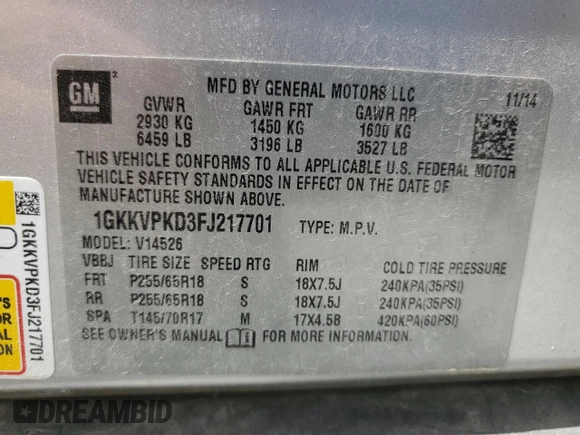 GM
MFD BY GENERAL MOTORS LLC
11/14
GVWR GAWR FRT GAWR RR
2930 KG 1450 KG 1600 KG
6459 LB 3196 LB 3527 LB
THIS VEHICLE CONFORMS TO ALL APPLICABLE U.S. FEDERAL MOTOR
VEHICLE SAFETY STANDARDS IN EFFECT ON THE DATE OF
MANUFACTURE SHOWN ABOVE.
1GKKVPKD3FJ217701 TYPE: M.P.V.
MODEL: V14526
VBBJ TIRE SIZE SPEED RTG RIM COLD TIRE PRESSURE
FRT P255/65R18 S 18X7.5J 240KPA(35PSI)
RR P255/65R18 S 18X7.5J 240KPA(35PSI)
SPA T145/70R17 M 17X4.5B 420KPA(60PSI)
SEE OWNER'S MANUAL FOR MORE INFORMATION
1GKKVPKD3FJ217701
DREAMBID